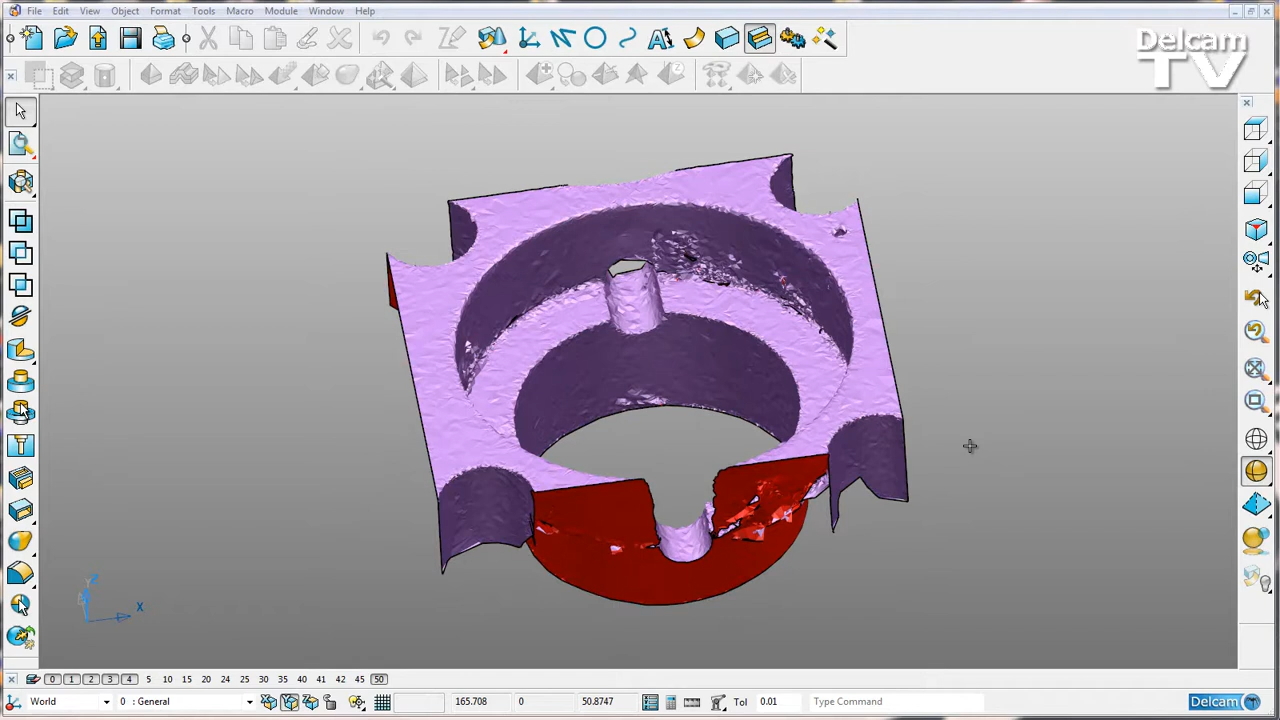 File Edit View Object Format Tools Macro Module Window Help
Delcam
TV
X
0 1 2 3 4 5 10 15 20 25 30 35 40 41 42 45 50
World 0 : General 165.708 0 50.8747 Tol 0.01 Type Command Delcam